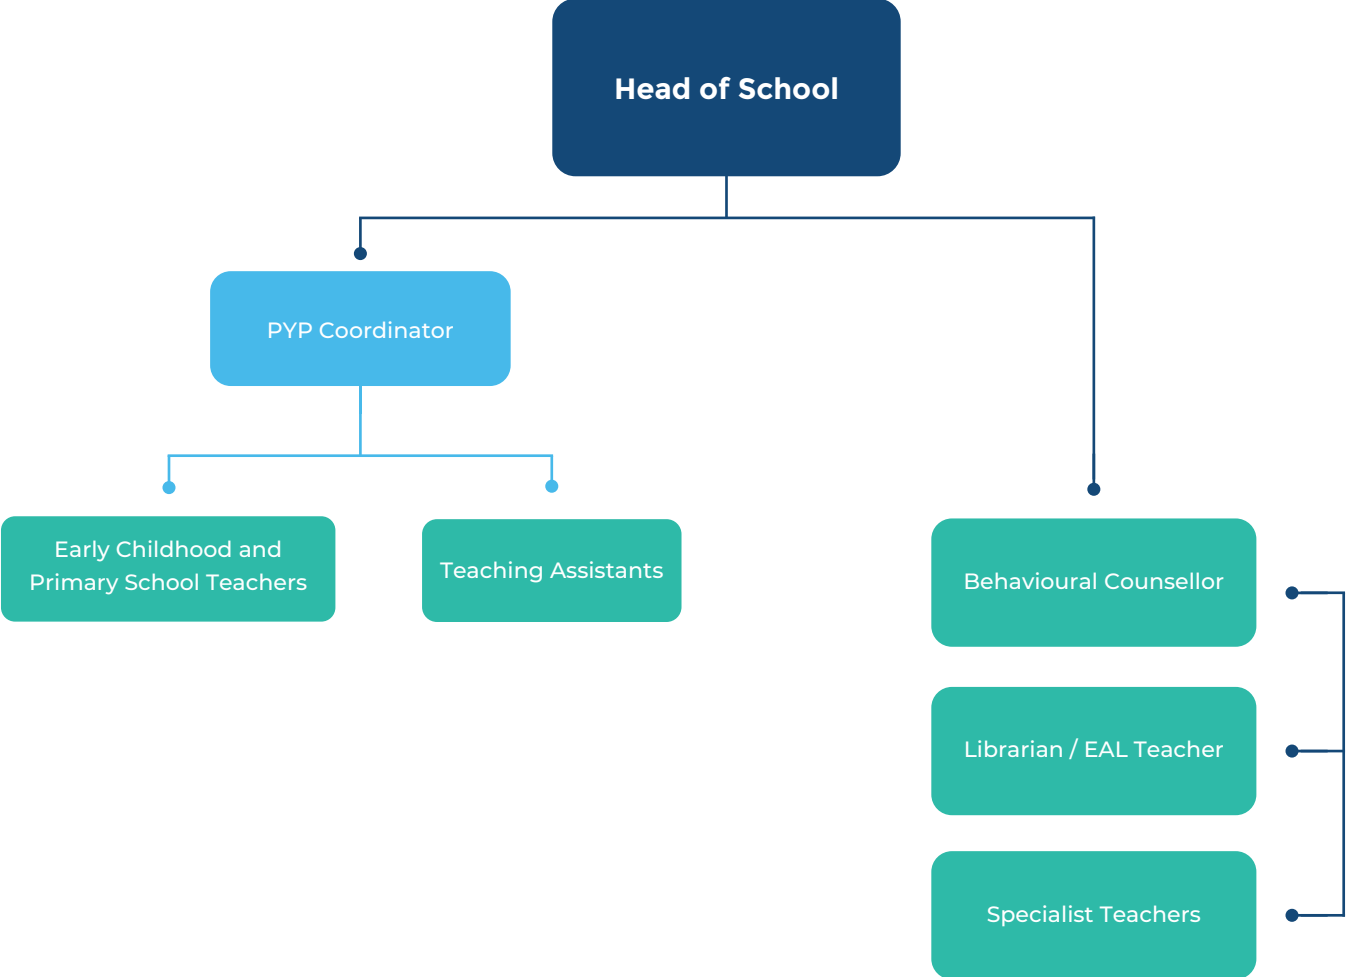 Head of School
PYP Coordinator
Early Childhood and
Primary School Teachers
Teaching Assistants
Behavioural Counsellor
Librarian / EAL Teacher
Specialist Teachers